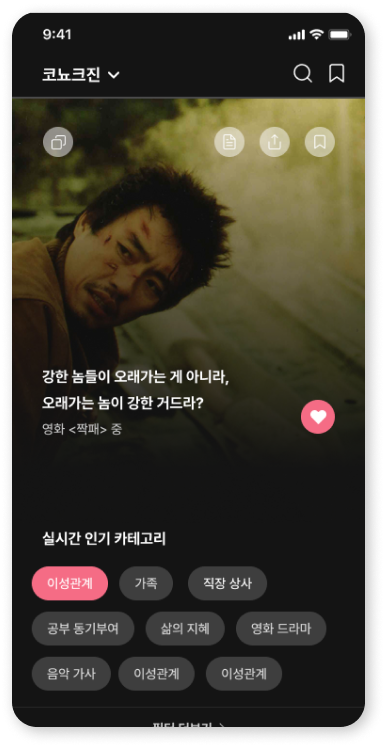 9:41
코뇨크진
강한 놈들이 오래가는 게 아니라,
오래가는 놈이 강한 거드라?
영화 <짝패> 중
실시간 인기 카테고리
이성관계 가족 직장 상사
공부 동기부여 삶의 지혜 영화 드라마
음악 가사 이성관계 이성관계